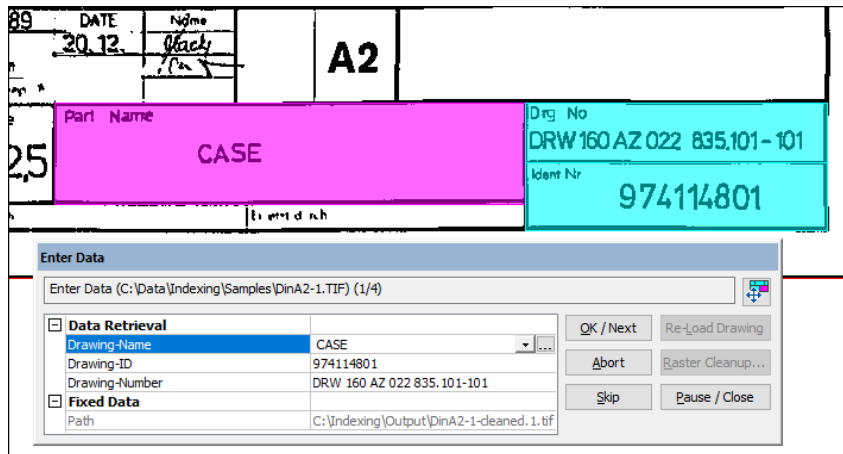 89 DATE Name
20.12.
A2
Part Name
CASE
2,5
Drg No
DRW 160 AZ 022 835.101-101
Ident Nr
974114801
Enter Data
Enter Data (C:\Data\Indexing\Samples\DinA2-1.TIF) (1/4)
Data Retrieval
Drawing-Name CASE ...
Drawing-ID 974114801
Drawing-Number DRW 160 AZ 022 835.101-101
Fixed Data
Path C:\Indexing\Output\DinA2-1-cleaned.1.tif
OK / Next Re-Load Drawing
Abort Raster Cleanup...
Skip Pause / Close